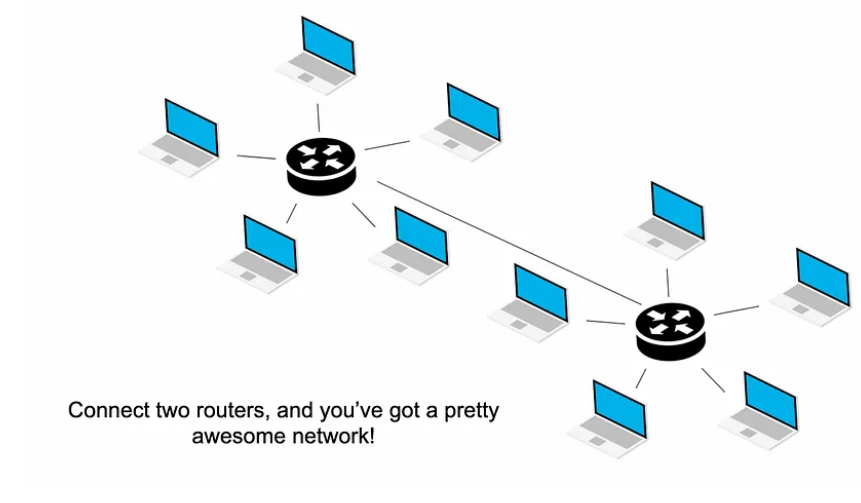 Connect two routers, and you’ve got a pretty
awesome network!